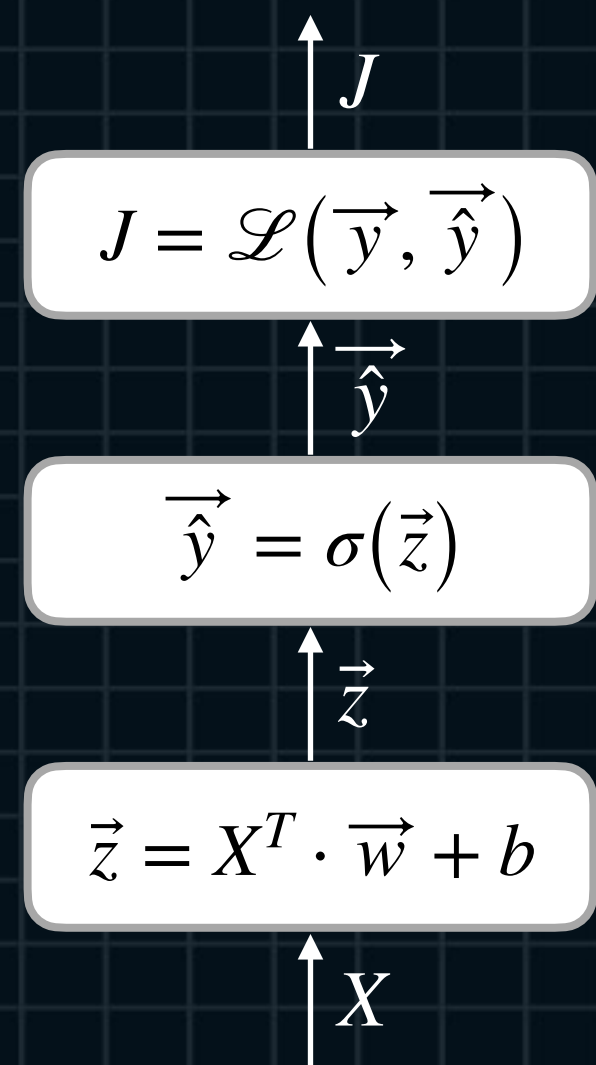 J
J = ℒ(y⃗, ŷ⃗)
ŷ⃗
ŷ⃗ = σ(z⃗)
z⃗
z⃗ = Xᵀ · w⃗ + b
X